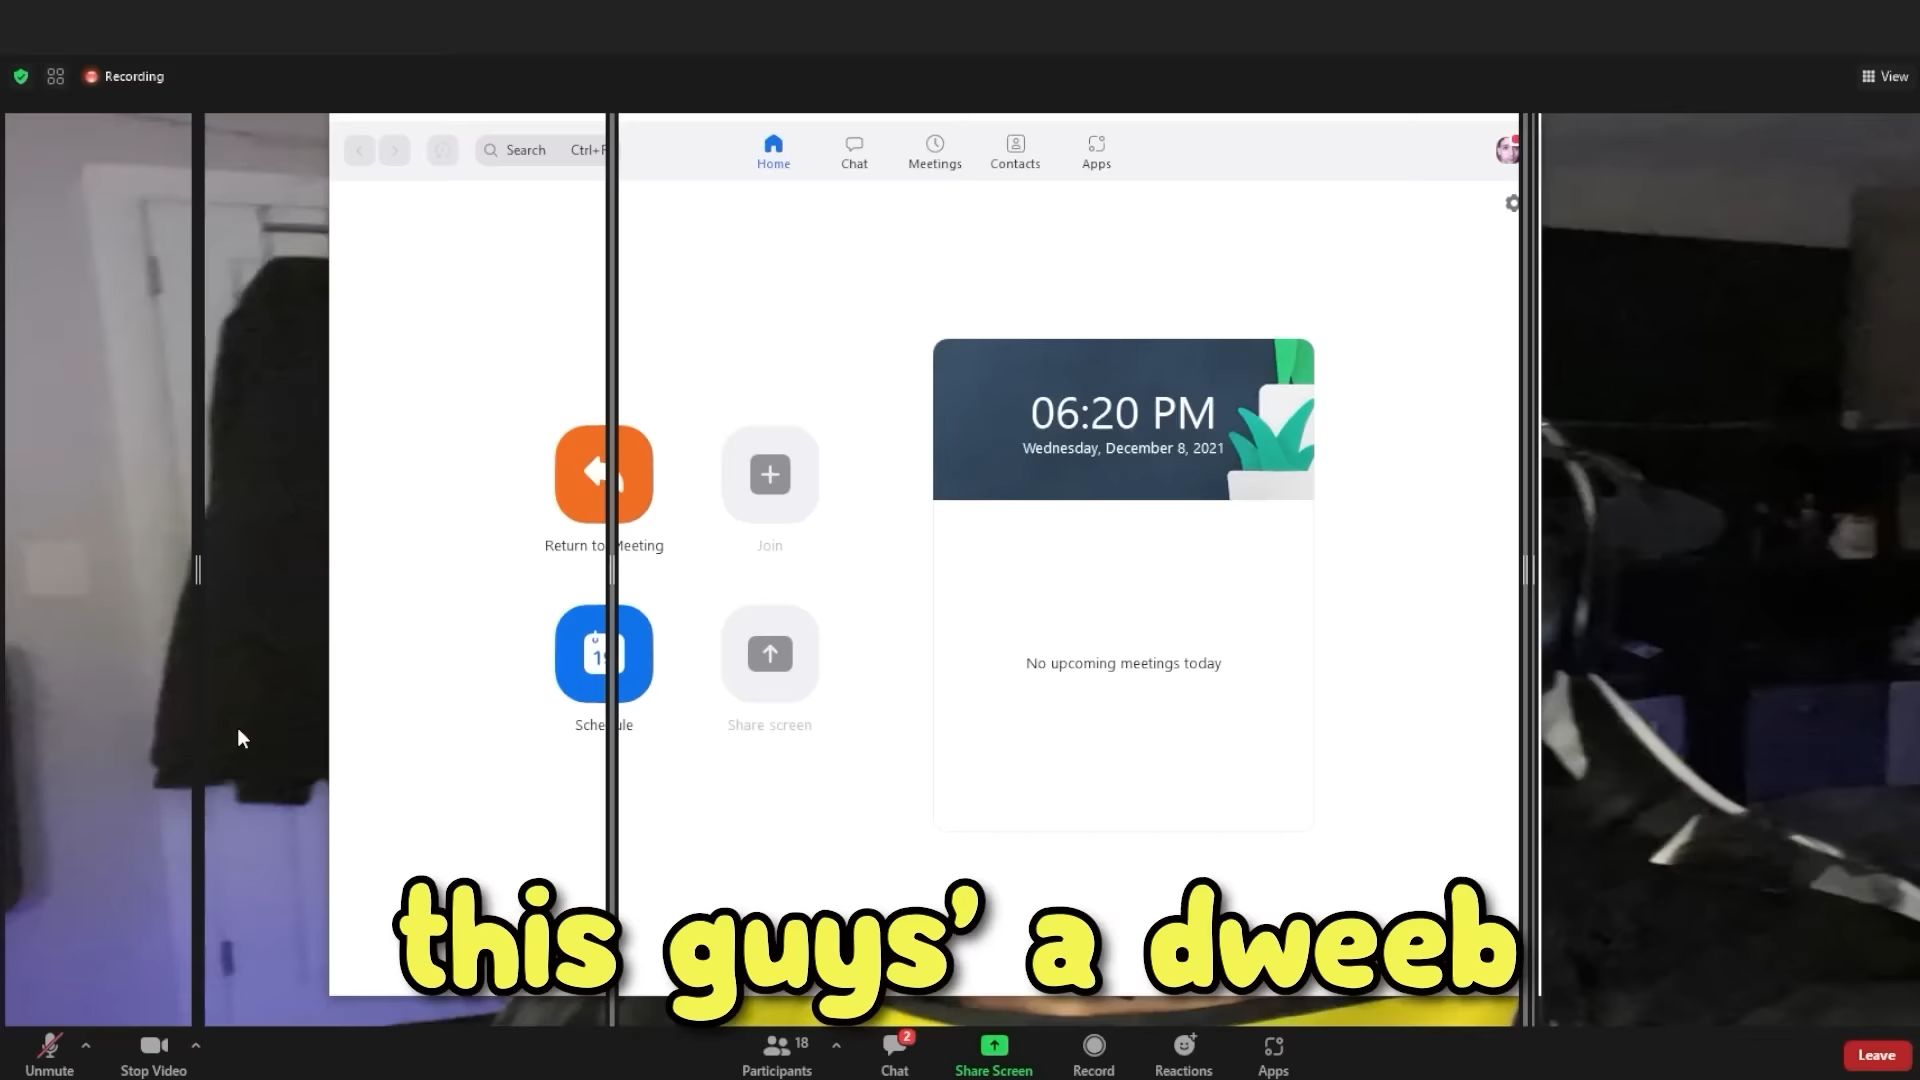 Recording
View
Search Ctrl+F
Home
Chat
Meetings
Contacts
Apps
06:20 PM
Wednesday, December 8, 2021
Return to Meeting
Join
19
Schedule
Share screen
No upcoming meetings today
this guys' a dweeb
Unmute
Stop Video
18
Participants
2
Chat
Share Screen
Record
Reactions
Apps
Leave